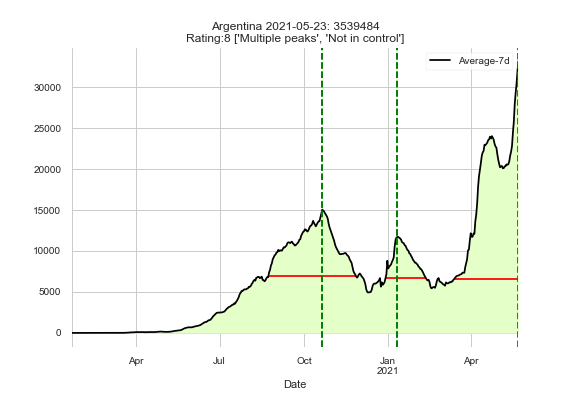 Argentina 2021-05-23: 3539484
Rating:8 ['Multiple peaks', 'Not in control']
Average-7d
30000
25000
20000
15000
10000
5000
0
Apr Jul Oct Jan Apr
2021
Date